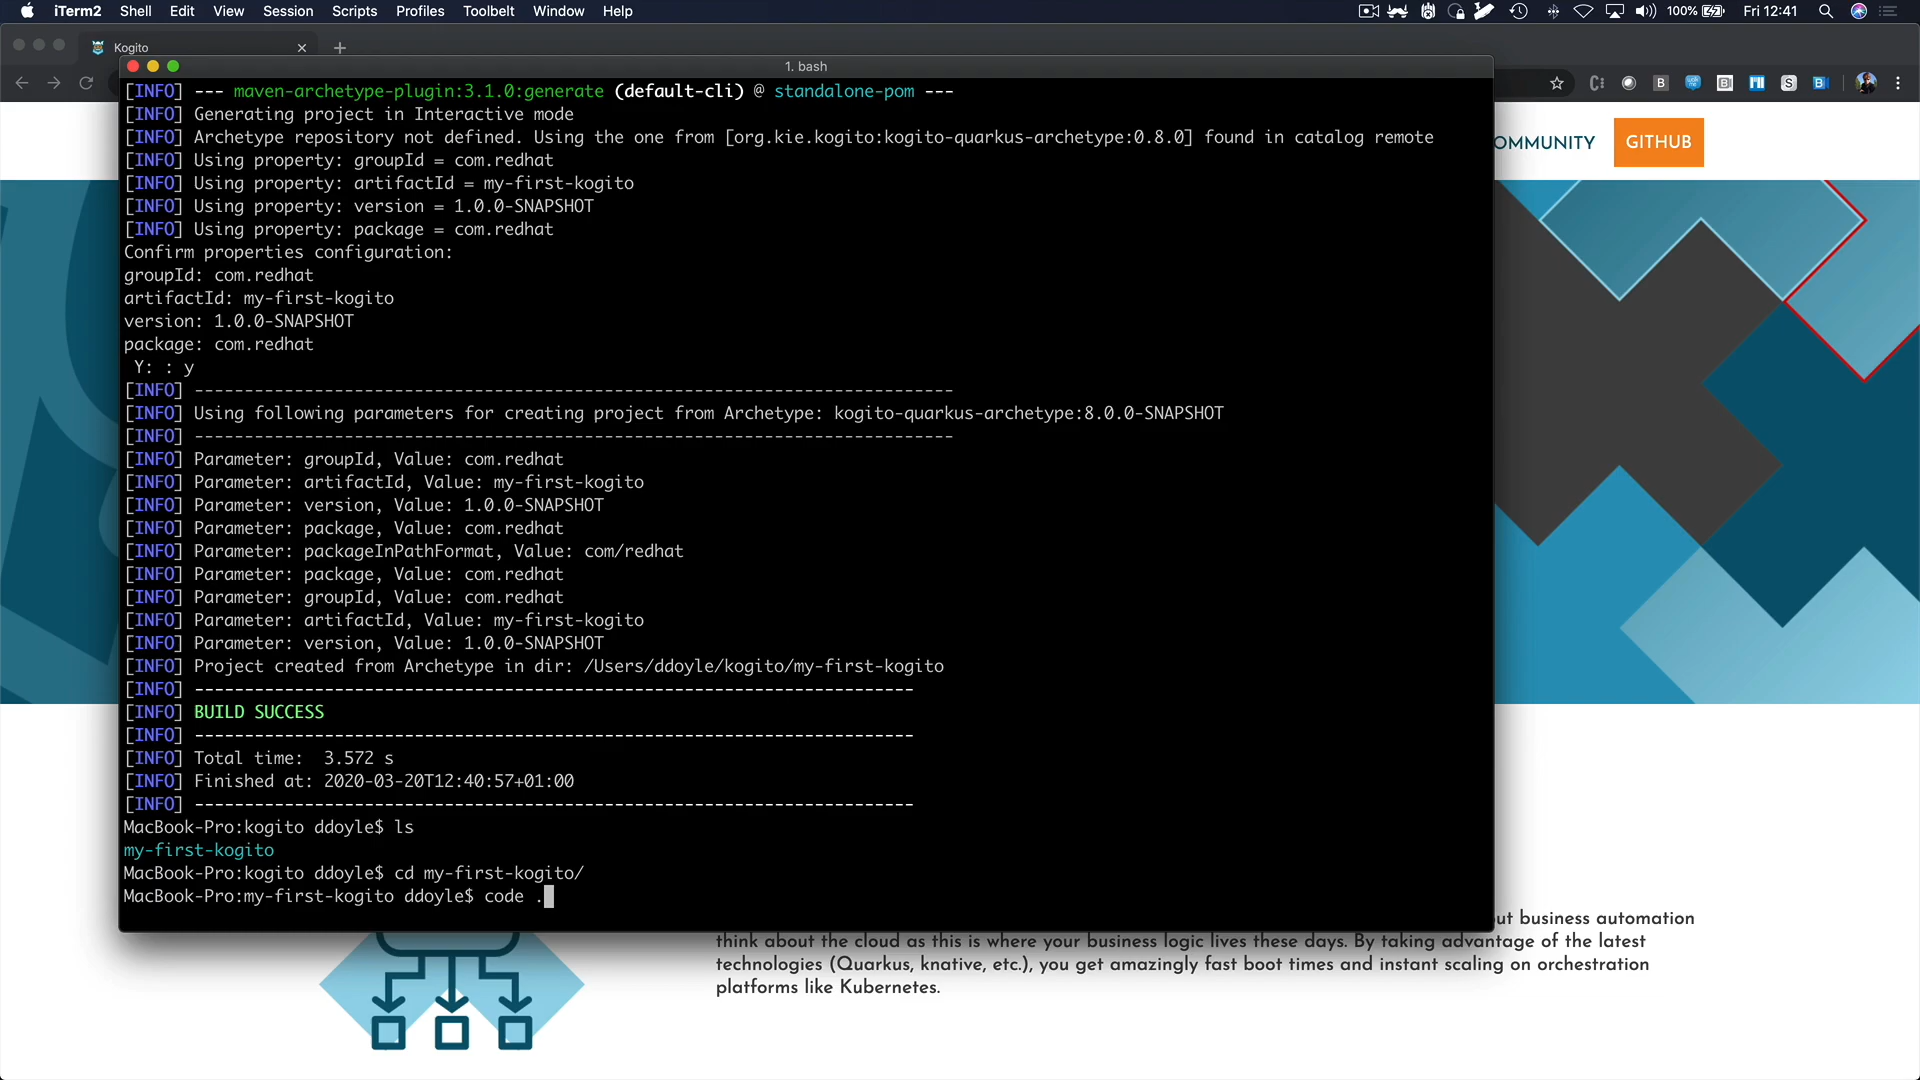 iTerm2 Shell Edit View Session Scripts Profiles Toolbelt Window Help 100% Fri 12:41
Kogito
1. bash
[INFO] --- maven-archetype-plugin:3.1.0:generate (default-cli) @ standalone-pom ---
[INFO] Generating project in Interactive mode
[INFO] Archetype repository not defined. Using the one from [org.kie.kogito:kogito-quarkus-archetype:0.8.0] found in catalog remote
OMMUNITY GITHUB
[INFO] Using property: groupId = com.redhat
[INFO] Using property: artifactId = my-first-kogito
[INFO] Using property: version = 1.0.0-SNAPSHOT
[INFO] Using property: package = com.redhat
Confirm properties configuration:
groupId: com.redhat
artifactId: my-first-kogito
version: 1.0.0-SNAPSHOT
package: com.redhat
Y: : y
[INFO] ----------------------------------------------------------------------------
[INFO] Using following parameters for creating project from Archetype: kogito-quarkus-archetype:8.0.0-SNAPSHOT
[INFO] ----------------------------------------------------------------------------
[INFO] Parameter: groupId, Value: com.redhat
[INFO] Parameter: artifactId, Value: my-first-kogito
[INFO] Parameter: version, Value: 1.0.0-SNAPSHOT
[INFO] Parameter: package, Value: com.redhat
[INFO] Parameter: packageInPathFormat, Value: com/redhat
[INFO] Parameter: package, Value: com.redhat
[INFO] Parameter: groupId, Value: com.redhat
[INFO] Parameter: artifactId, Value: my-first-kogito
[INFO] Parameter: version, Value: 1.0.0-SNAPSHOT
[INFO] Project created from Archetype in dir: /Users/ddoyle/kogito/my-first-kogito
[INFO] ------------------------------------------------------------------------
[INFO] BUILD SUCCESS
[INFO] ------------------------------------------------------------------------
[INFO] Total time:  3.572 s
[INFO] Finished at: 2020-03-20T12:40:57+01:00
[INFO] ------------------------------------------------------------------------
MacBook-Pro:kogito ddoyle$ ls
my-first-kogito
MacBook-Pro:kogito ddoyle$ cd my-first-kogito/
MacBook-Pro:my-first-kogito ddoyle$ code .
ut business automation
think about the cloud as this is where your business logic lives these days. By taking advantage of the latest
technologies (Quarkus, knative, etc.), you get amazingly fast boot times and instant scaling on orchestration
platforms like Kubernetes.